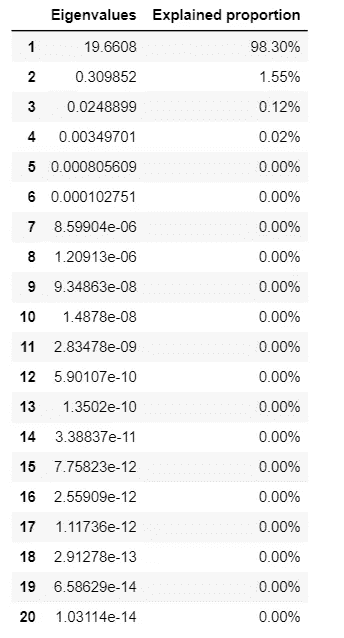 Eigenvalues Explained proportion
1 19.6608 98.30%
2 0.309852 1.55%
3 0.0248899 0.12%
4 0.00349701 0.02%
5 0.000805609 0.00%
6 0.000102751 0.00%
7 8.59904e-06 0.00%
8 1.20913e-06 0.00%
9 9.34863e-08 0.00%
10 1.4878e-08 0.00%
11 2.83478e-09 0.00%
12 5.90107e-10 0.00%
13 1.3502e-10 0.00%
14 3.38837e-11 0.00%
15 7.75823e-12 0.00%
16 2.55909e-12 0.00%
17 1.11736e-12 0.00%
18 2.91278e-13 0.00%
19 6.58629e-14 0.00%
20 1.03114e-14 0.00%